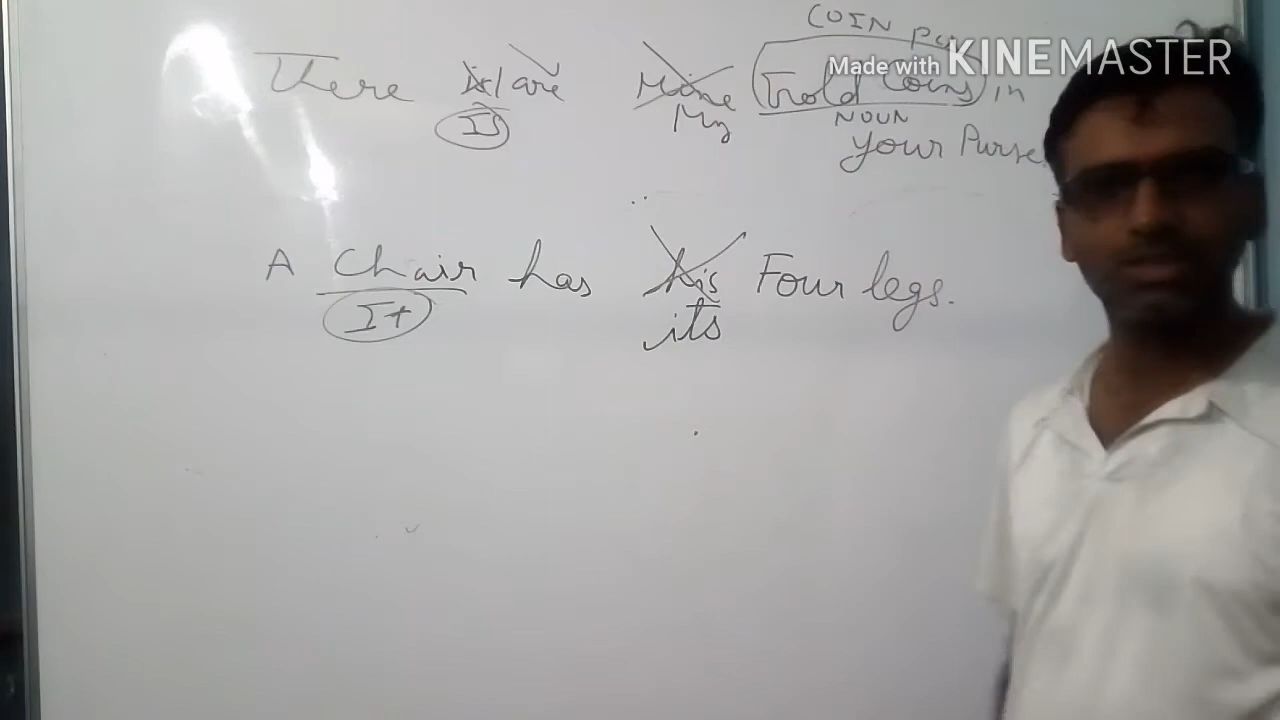 COIN
Made with KINEMASTER
There is/are Mine Gold Coins in
IS My NOUN
your Purse
A Chair has his Four legs.
It its